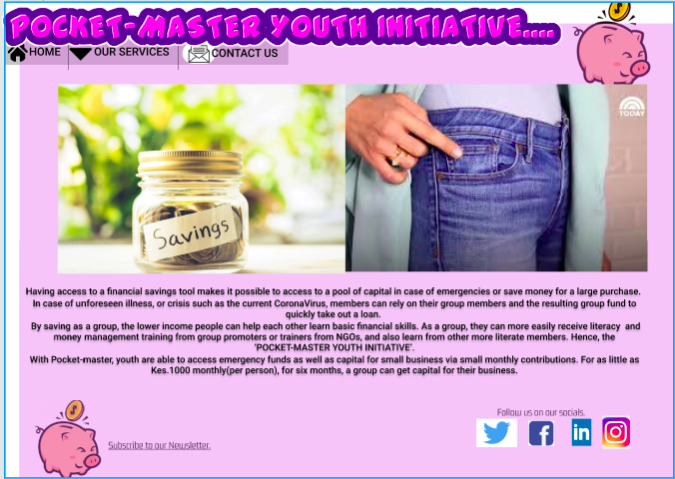 POCKET-MASTER YOUTH INITIATIVE....
HOME OUR SERVICES CONTACT US
TODAY
Savings
Having access to a financial savings tool makes it possible to access to a pool of capital in case of emergencies or save money for a large purchase.
In case of unforeseen illness, or crisis such as the current CoronaVirus, members can rely on their group members and the resulting group fund to
quickly take out a loan.
By saving as a group, the lower income people can help each other learn basic financial skills. As a group, they can more easily receive literacy and
money management training from group promoters or trainers from NGOs, and also learn from other more literate members. Hence, the
'POCKET-MASTER YOUTH INITIATIVE'.
With Pocket-master, youth are able to access emergency funds as well as capital for small business via small monthly contributions. For as little as
Kes.1000 monthly(per person), for six months, a group can get capital for their business.
Follow us on our socials.
Subscribe to our Newsletter.